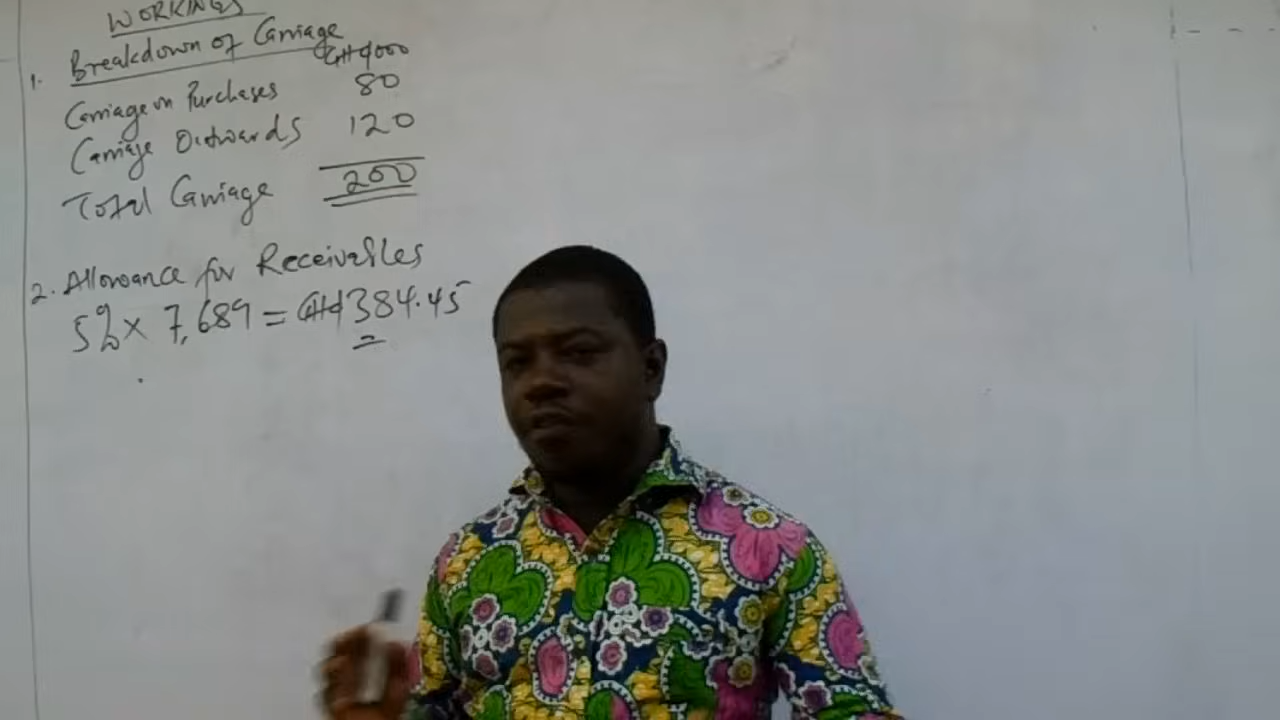 WORKINGS
1. Breakdown of Carriage
GH¢000
Carriage on Purchases 80
Carriage Outwards 120
Total Carriage 200
2. Allowance for Receivables
5% x 7,689 = GH¢384.45